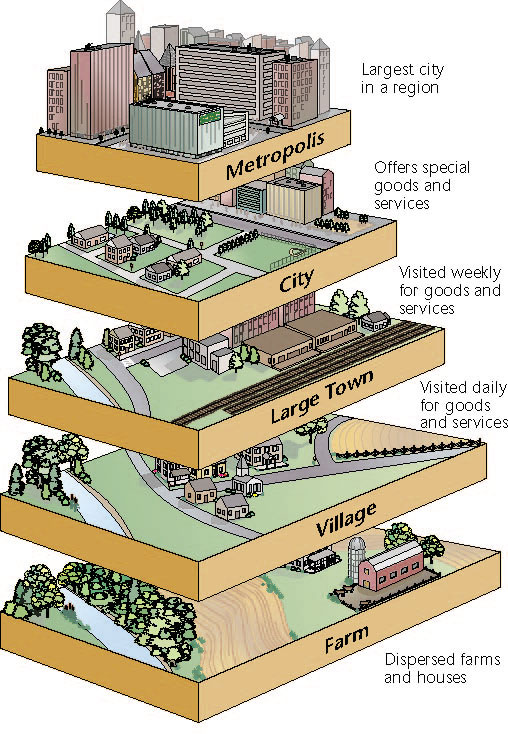 Largest city
in a region
Metropolis
Offers special
goods and
services
City
Visited weekly
for goods and
services
Large Town
Visited daily
for goods
and services
Village
Farm
Dispersed farms
and houses